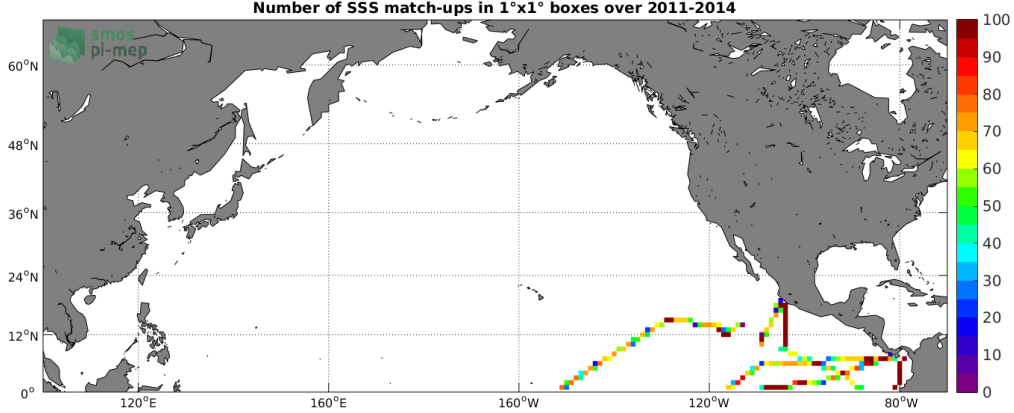 Number of SSS match-ups in 1°x1° boxes over 2011-2014
smos
pi-mep
60°N
48°N
36°N
24°N
12°N
0°
120°E
160°E
160°W
120°W
80°W
100
90
80
70
60
50
40
30
20
10
0